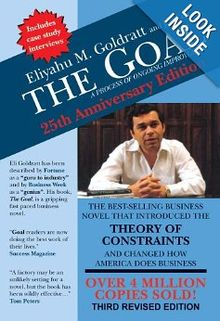 LOOK
INSIDE
Includes
case study
interviews
Eliyahu M. Goldratt and
THE GOA
A PROCESS OF ONGOING IMPROV
25th Anniversary Editio
Eli Goldratt has been
described by Fortune
as a "guru to industry"
and by Business Week
as a "genius". His book,
The Goal, is a gripping
fast paced business
novel.
"Goal readers are now
doing the best work of
their lives."
Success Magazine
"A factory may be an
unlikely setting for a
novel, but the book has
been wildly effective..."
Tom Peters
THE BEST-SELLING BUSINESS
NOVEL THAT INTRODUCED THE
THEORY OF
CONSTRAINTS
AND CHANGED HOW
AMERICA DOES BUSINESS
OVER 4 MILLION
COPIES SOLD!
THIRD REVISED EDITION